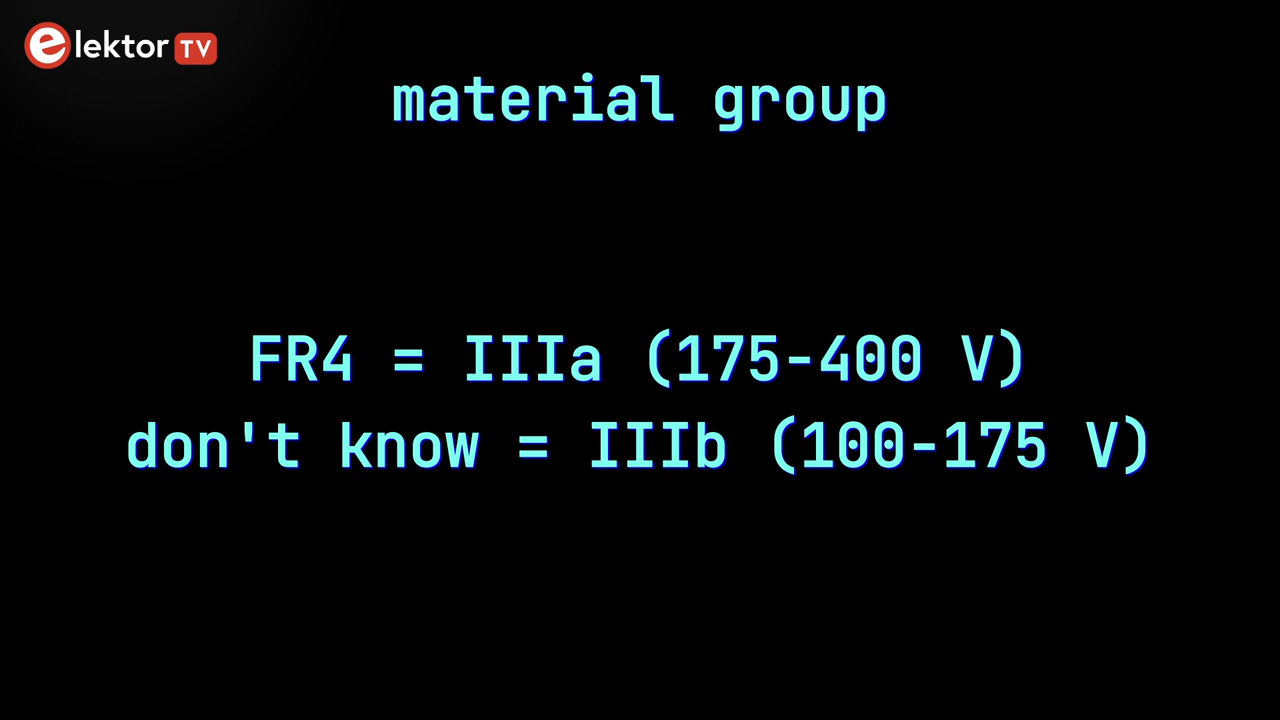 elektor TV
material group
FR4 = IIIa (175-400 V)
don't know = IIIb (100-175 V)